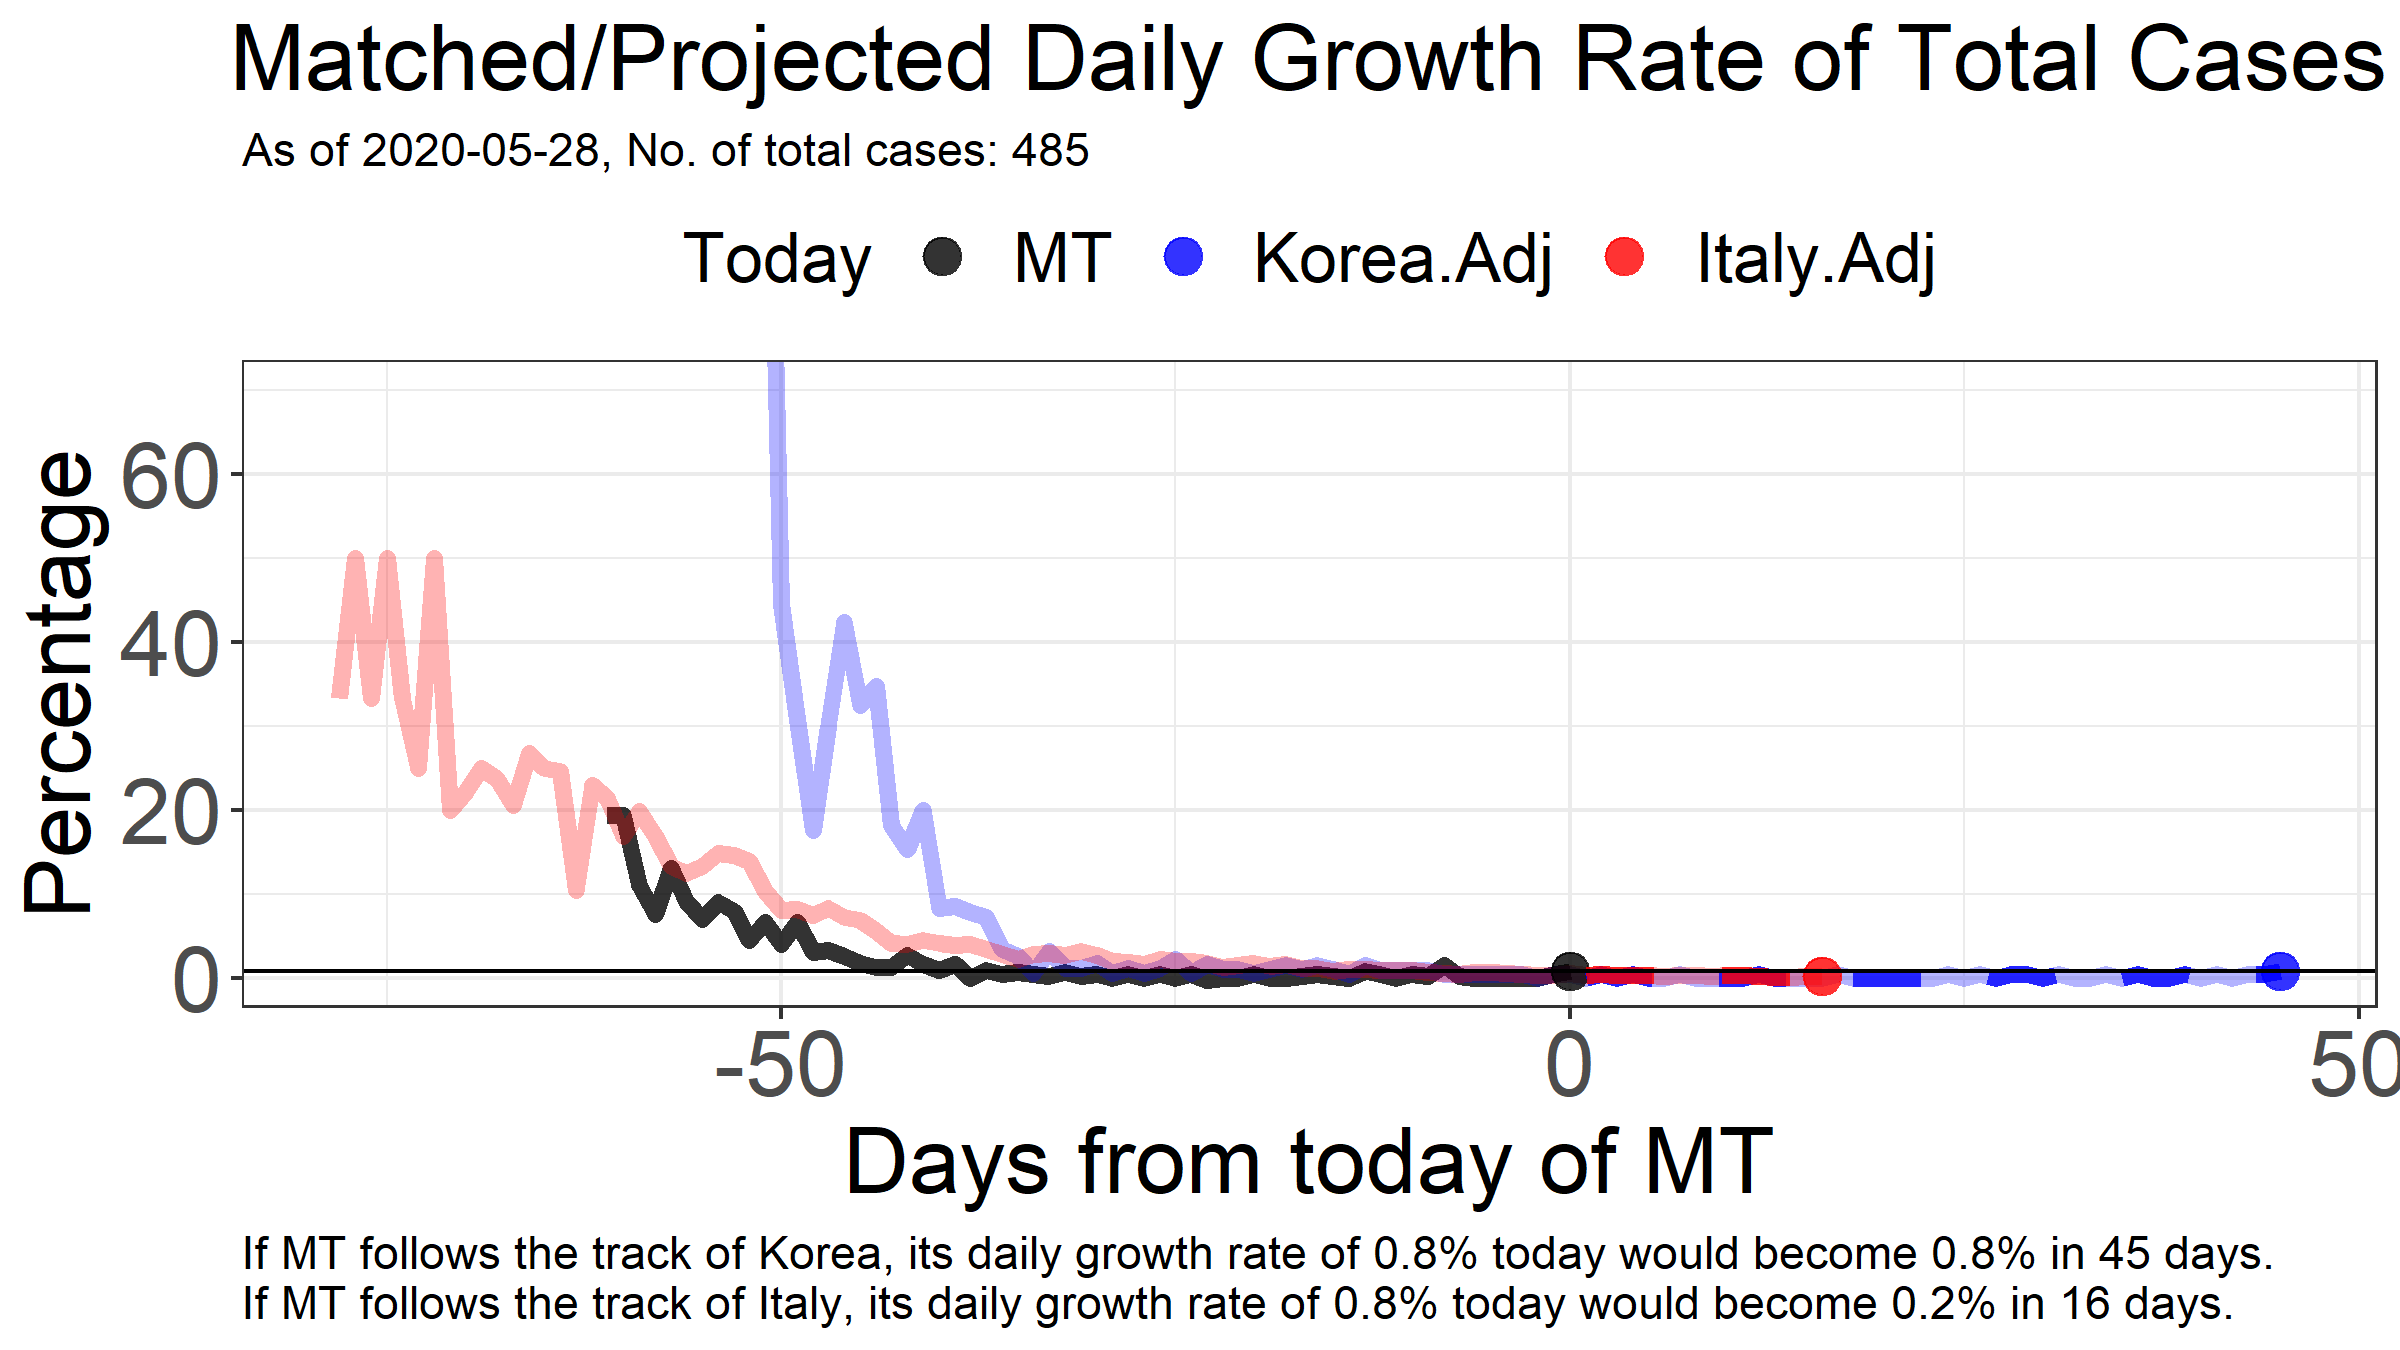 Matched/Projected Daily Growth Rate of Total Cases
As of 2020-05-28, No. of total cases: 485
Today MT Korea.Adj Italy.Adj
Percentage
60
40
20
0
-50 0 50
Days from today of MT
If MT follows the track of Korea, its daily growth rate of 0.8% today would become 0.8% in 45 days.
If MT follows the track of Italy, its daily growth rate of 0.8% today would become 0.2% in 16 days.